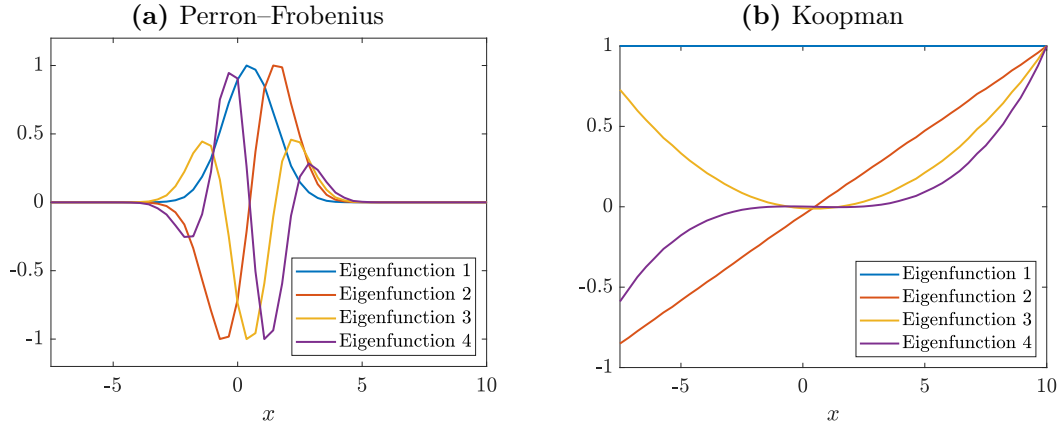 (a) Perron–Frobenius
1
0.5
0
-0.5
-1
-5
0
5
10
x
Eigenfunction 1
Eigenfunction 2
Eigenfunction 3
Eigenfunction 4
(b) Koopman
1
0.5
0
-0.5
-1
-5
0
5
10
x
Eigenfunction 1
Eigenfunction 2
Eigenfunction 3
Eigenfunction 4